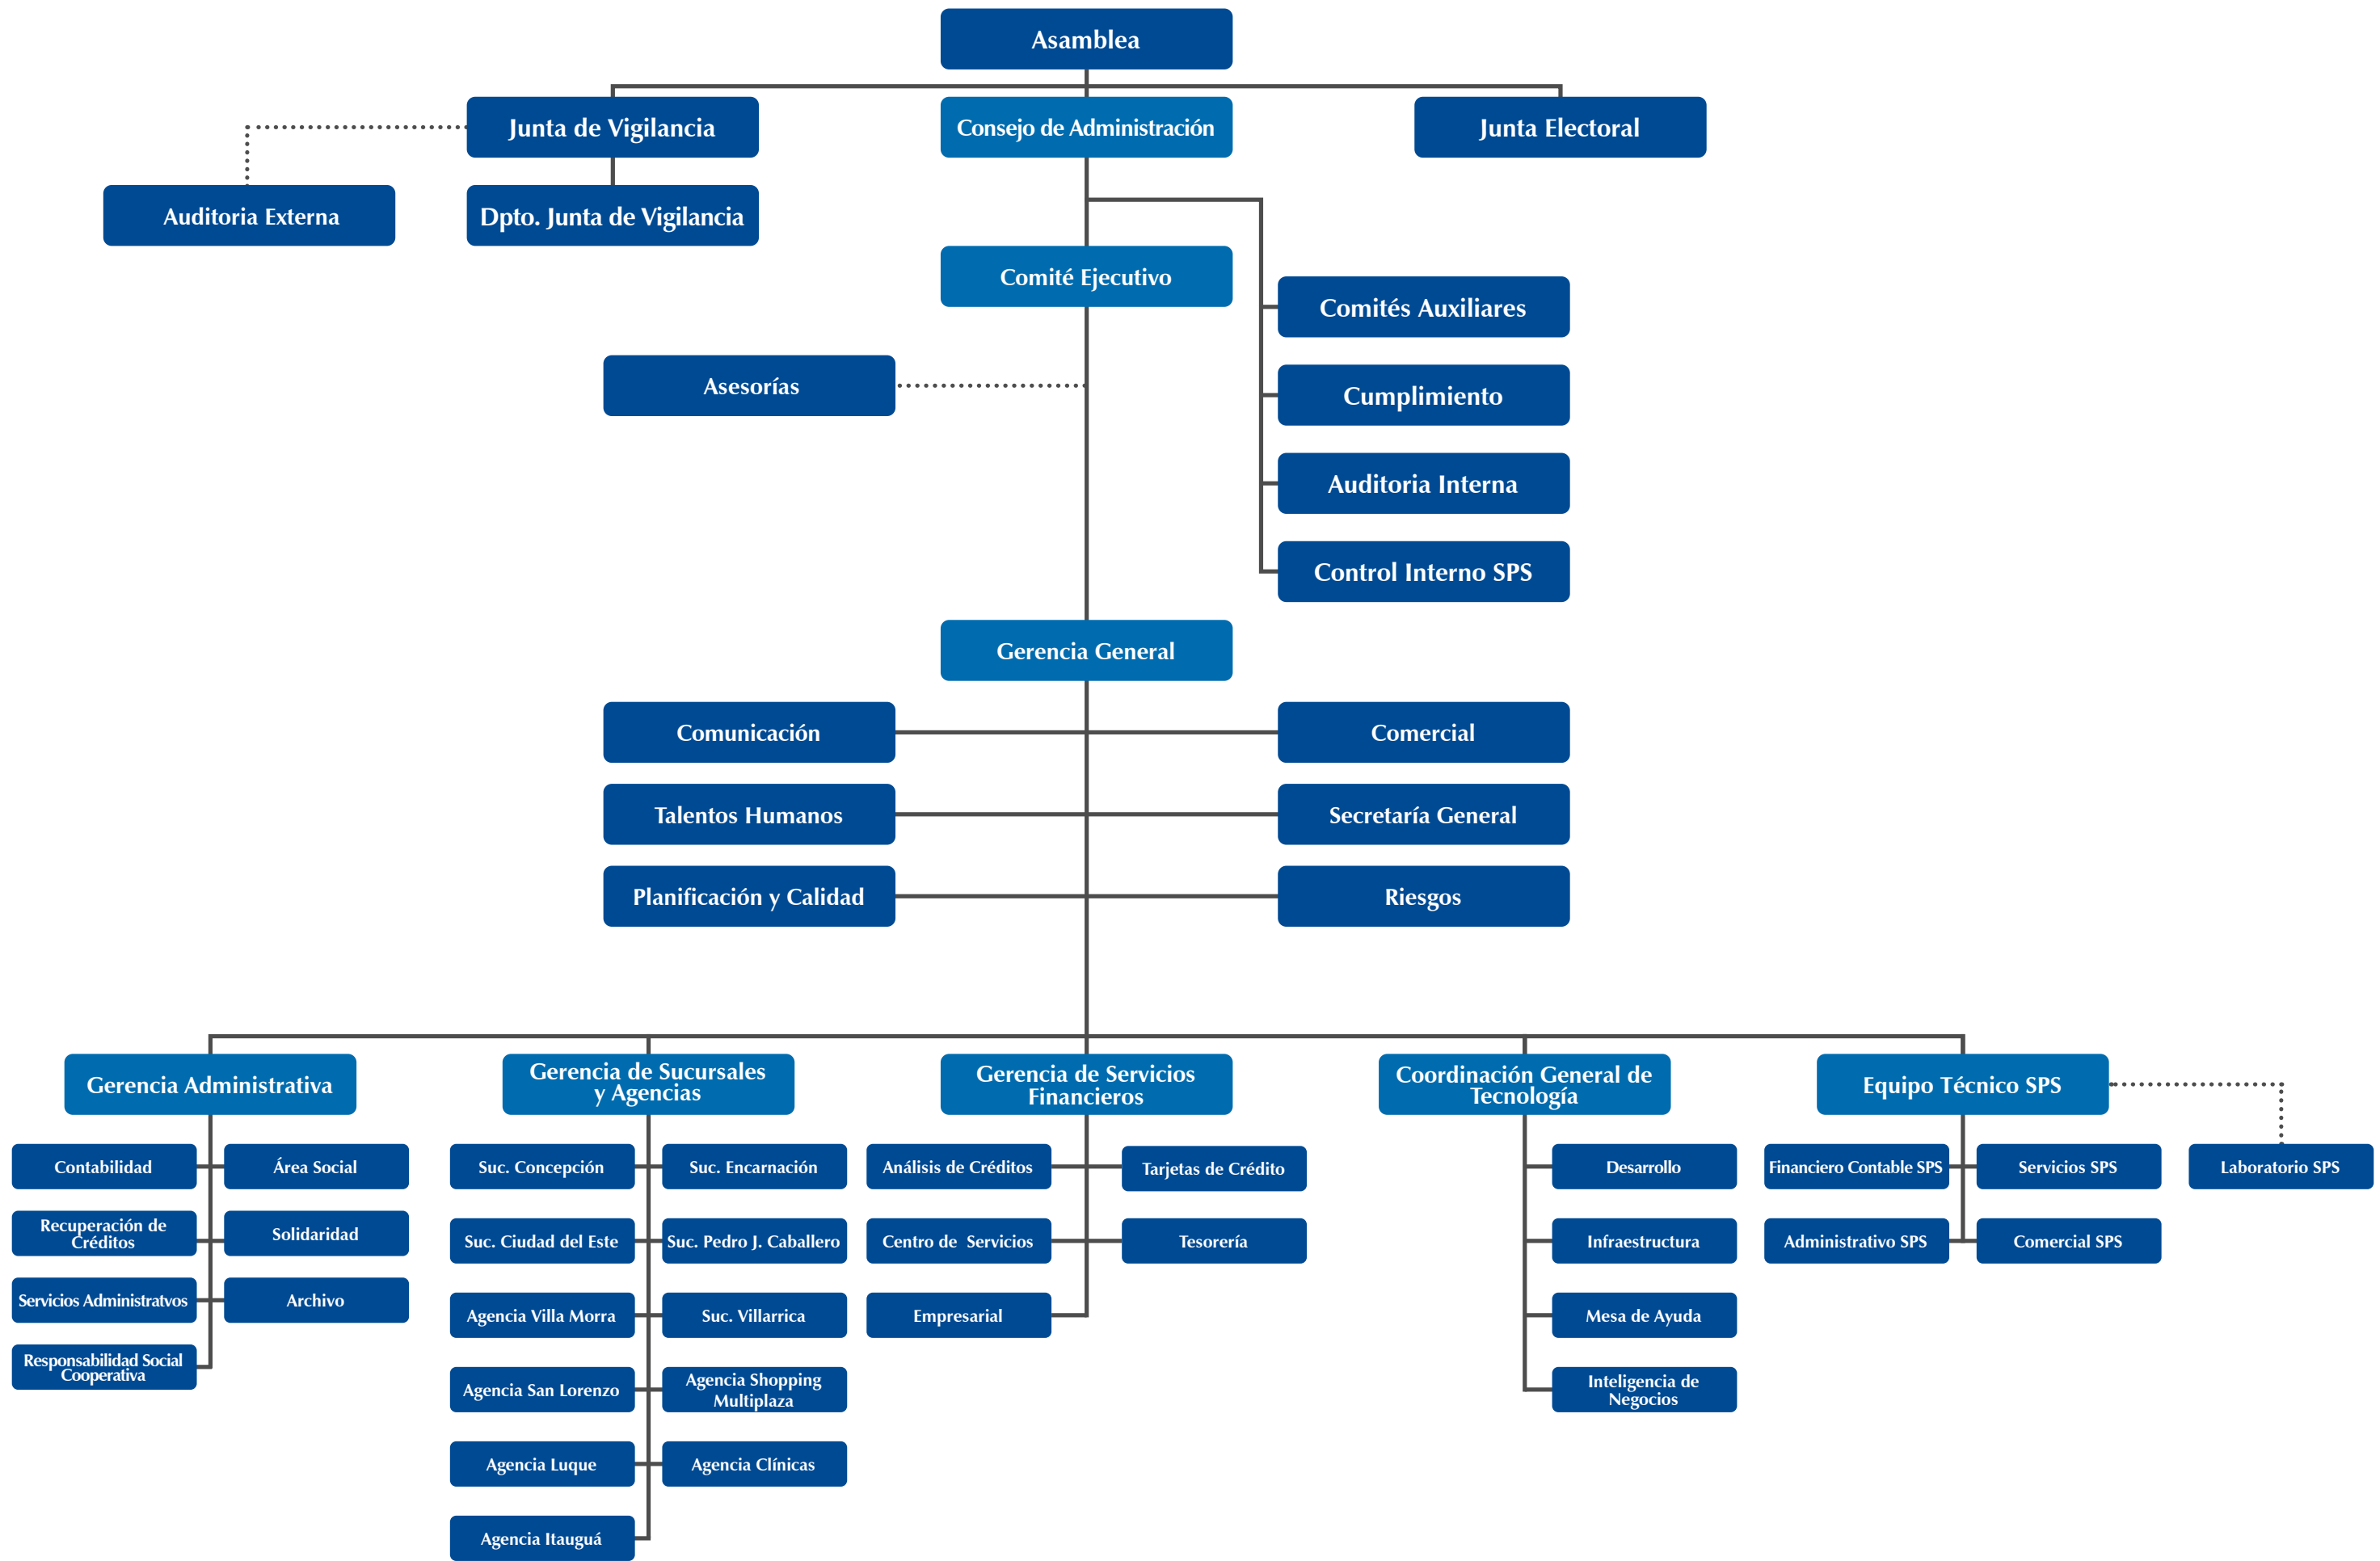 Asamblea
Junta de Vigilancia
Consejo de Administración
Junta Electoral
Auditoria Externa
Dpto. Junta de Vigilancia
Comité Ejecutivo
Comités Auxiliares
Asesorías
Cumplimiento
Auditoria Interna
Control Interno SPS
Gerencia General
Comunicación
Comercial
Talentos Humanos
Secretaría General
Planificación y Calidad
Riesgos
Gerencia Administrativa
Contabilidad
Área Social
Recuperación de
Créditos
Solidaridad
Servicios Administratvos
Archivo
Responsabilidad Social
Cooperativa
Gerencia de Sucursales
y Agencias
Suc. Concepción
Suc. Encarnación
Suc. Ciudad del Este
Suc. Pedro J. Caballero
Agencia Villa Morra
Suc. Villarrica
Agencia San Lorenzo
Agencia Shopping
Multiplaza
Agencia Luque
Agencia Clínicas
Agencia Itauguá
Gerencia de Servicios
Financieros
Análisis de Créditos
Tarjetas de Crédito
Centro de Servicios
Tesorería
Empresarial
Coordinación General de
Tecnología
Desarrollo
Infraestructura
Mesa de Ayuda
Inteligencia de
Negocios
Equipo Técnico SPS
Financiero Contable SPS
Servicios SPS
Laboratorio SPS
Administrativo SPS
Comercial SPS